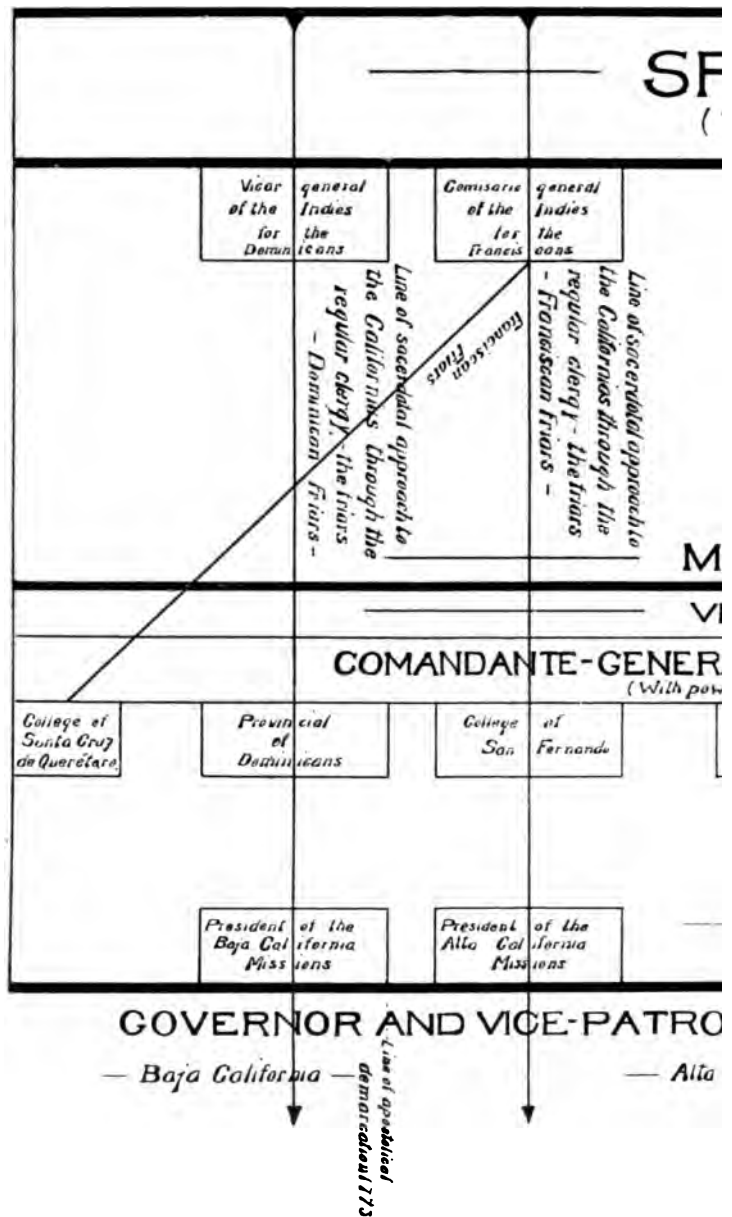 SP
(
Vicar general
of the Indies
for the
Dominicans
Comisario general
of the Indies
for the
Franciscans
Line of sacerdotal approach to
the Californias through the
regular clergy,- the friars
- Dominican Friars -
Franciscan
Friars
Line of sacerdotal approach to
the Californias through the
regular clergy - the friars
- Franciscan Friars -
M
VI
COMANDANTE-GENER
(With pow
College of
Santa Cruz
de Querétaro
Provincial
of
Dominicans
College of
San Fernando
President of the
Baja California
Missions
President of the
Alta California
Missions
GOVERNOR AND VICE-PATRO
— Baja California —
— Alta
-Line of apostolical
demarcation 1773